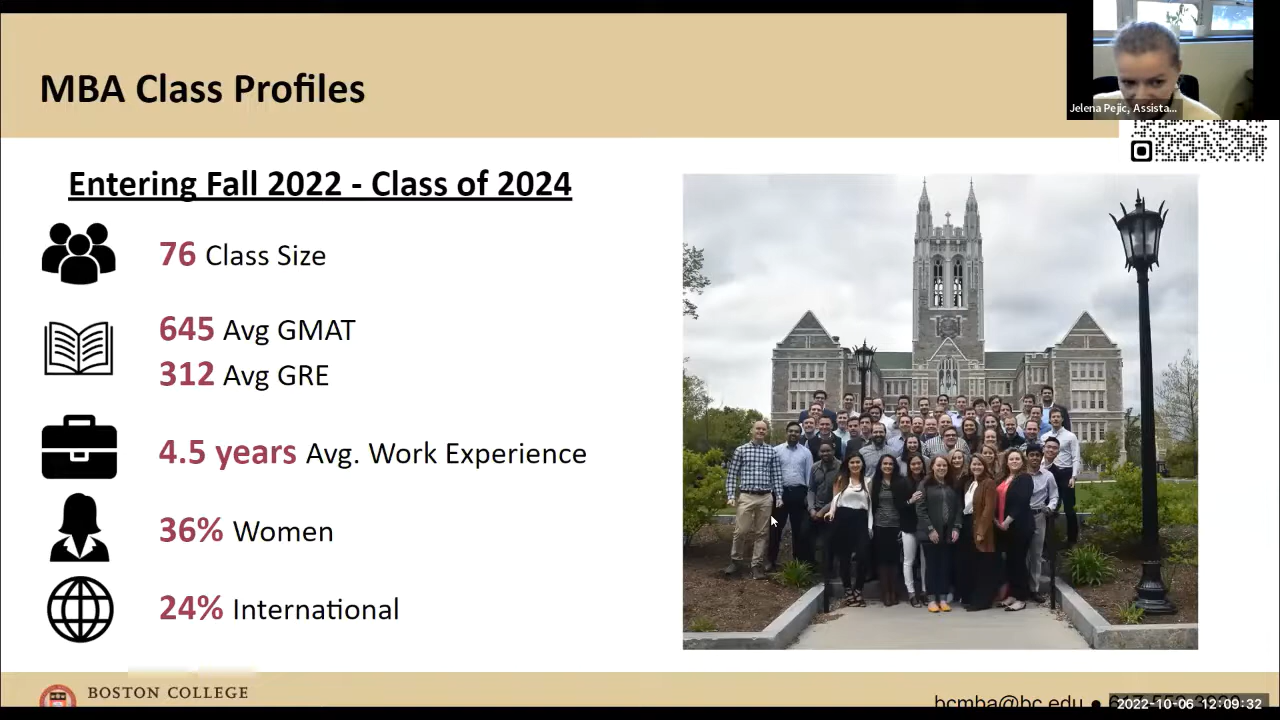 MBA Class Profiles
Jelena Pejic, Assista...
Entering Fall 2022 - Class of 2024
76 Class Size
645 Avg GMAT
312 Avg GRE
4.5 years Avg. Work Experience
36% Women
24% International
BOSTON COLLEGE
bcmba@bc.edu •
2022-10-06 12:09:32